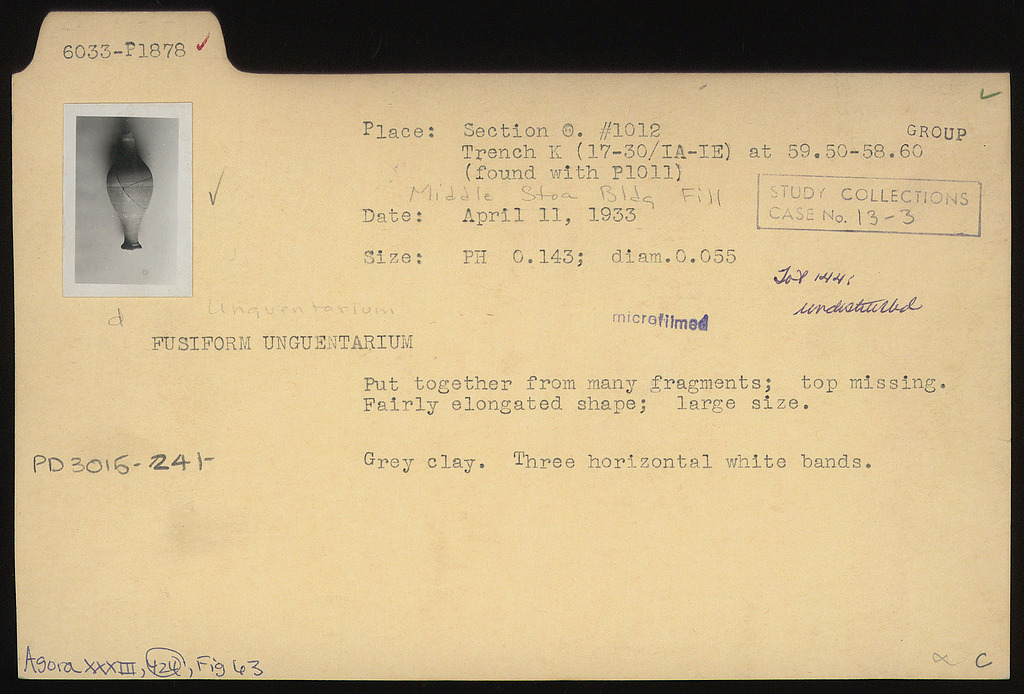 6033-P1878
Place: Section Θ. #1012 GROUP
Trench K (17-30/IA-IE) at 59.50-58.60
(found with P1011)
Middle Stoa Bldg Fill
STUDY COLLECTIONS
CASE No. 13-3
Date: April 11, 1933
Size: PH 0.143; diam.0.055
undisturbed
d
Unguentarium
microfilmed
FUSIFORM UNGUENTARIUM
Put together from many fragments; top missing.
Fairly elongated shape; large size.
PD 3015-241-
Grey clay. Three horizontal white bands.
Agora XXXIII, 424, Fig 63
C